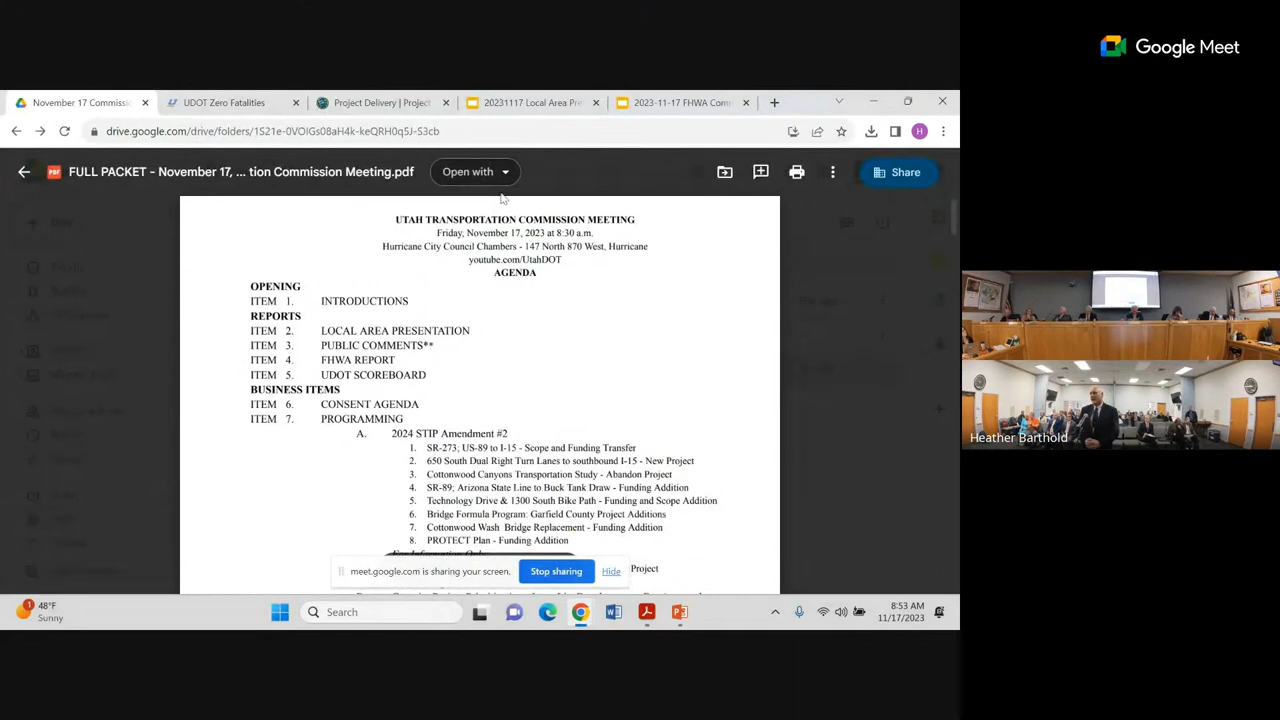 Google Meet
November 17 Commissi
UDOT Zero Fatalities
Project Delivery | Project
20231117 Local Area Pre
2023-11-17 FHWA Com
drive.google.com/drive/folders/1S21e-0VOIGs08aH4k-keQRH0q5J-S3cb
H
PDF FULL PACKET - November 17, ... tion Commission Meeting.pdf
Open with
Share
UTAH TRANSPORTATION COMMISSION MEETING
Friday, November 17, 2023 at 8:30 a.m.
Hurricane City Council Chambers - 147 North 870 West, Hurricane
youtube.com/UtahDOT
AGENDA
OPENING
ITEM 1. INTRODUCTIONS
REPORTS
ITEM 2. LOCAL AREA PRESENTATION
ITEM 3. PUBLIC COMMENTS**
ITEM 4. FHWA REPORT
ITEM 5. UDOT SCOREBOARD
BUSINESS ITEMS
ITEM 6. CONSENT AGENDA
ITEM 7. PROGRAMMING
A. 2024 STIP Amendment #2
1. SR-273; US-89 to I-15 - Scope and Funding Transfer
2. 650 South Dual Right Turn Lanes to southbound I-15 - New Project
3. Cottonwood Canyons Transportation Study - Abandon Project
4. SR-89; Arizona State Line to Buck Tank Draw - Funding Addition
5. Technology Drive & 1300 South Bike Path - Funding and Scope Addition
6. Bridge Formula Program: Garfield County Project Additions
7. Cottonwood Wash Bridge Replacement - Funding Addition
8. PROTECT Plan - Funding Addition
For Information Only:
Project
meet.google.com is sharing your screen.
Stop sharing
Hide
Heather Barthold
1
48°F
Sunny
Search
8:53 AM
11/17/2023